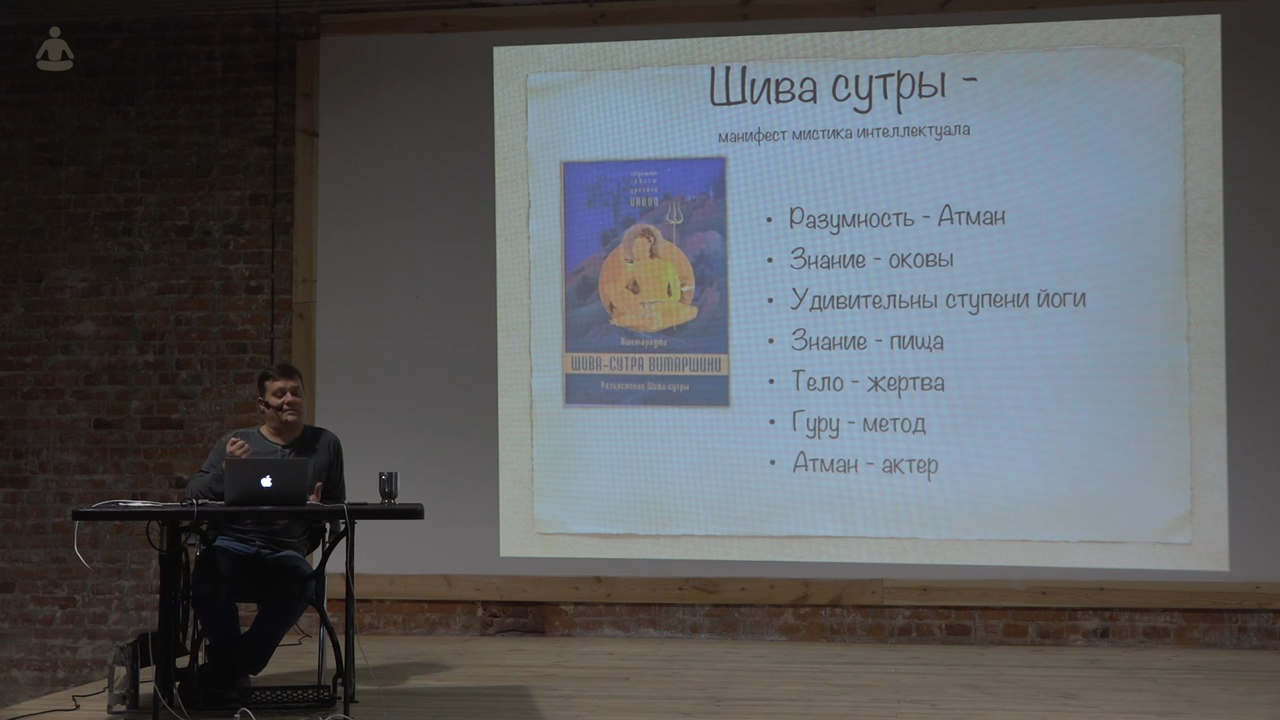 Шива сутры -
манифест мистика интеллектуала
• Разумность - Атман
• Знание - оковы
• Удивительны ступени йоги
• Знание - пища
• Тело - жертва
• Гуру - метод
• Атман - актер
ШИВА-СУТРА ВИМАРШИНИ
Разъяснение Шива-сутры